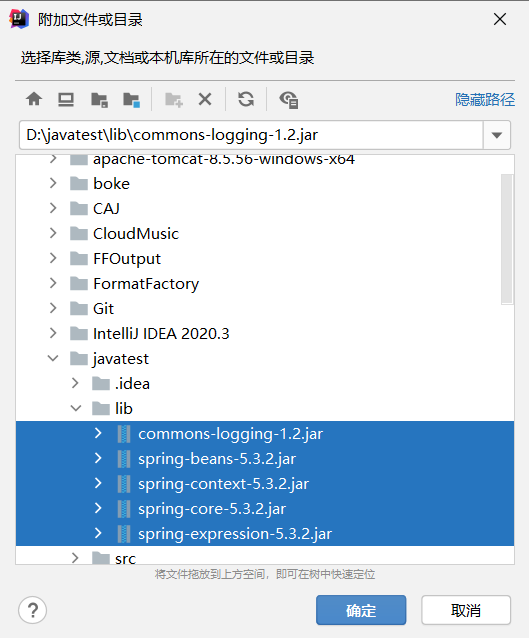 附加文件或目录
选择库类,源,文档或本机库所在的文件或目录
隐藏路径
D:\javatest\lib\commons-logging-1.2.jar
apache-tomcat-8.5.56-windows-x64
boke
CAJ
CloudMusic
FFOutput
FormatFactory
Git
IntelliJ IDEA 2020.3
javatest
.idea
lib
commons-logging-1.2.jar
spring-beans-5.3.2.jar
spring-context-5.3.2.jar
spring-core-5.3.2.jar
spring-expression-5.3.2.jar
src
将文件拖放到上方空间，即可在树中快速定位
?
确定
取消